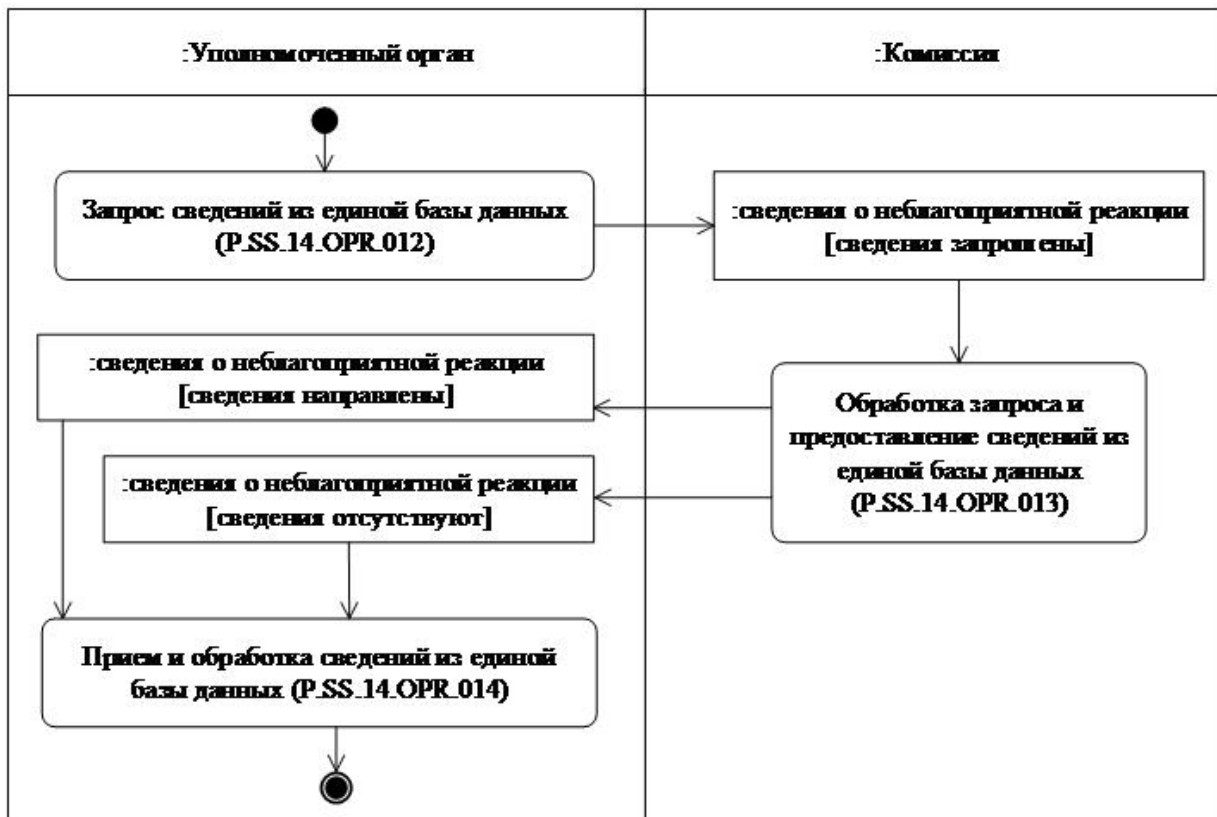 :Уполномоченный орган
:Комиссия
Запрос сведений из единой базы данных
(P.SS.14.OPR.012)
:сведения о неблагоприятной реакции
[сведения запрошены]
:сведения о неблагоприятной реакции
[сведения направлены]
Обработка запроса и
предоставление сведений из
единой базы данных
(P.SS.14.OPR.013)
:сведения о неблагоприятной реакции
[сведения отсутствуют]
Прием и обработка сведений из единой
базы данных (P.SS.14.OPR.014)